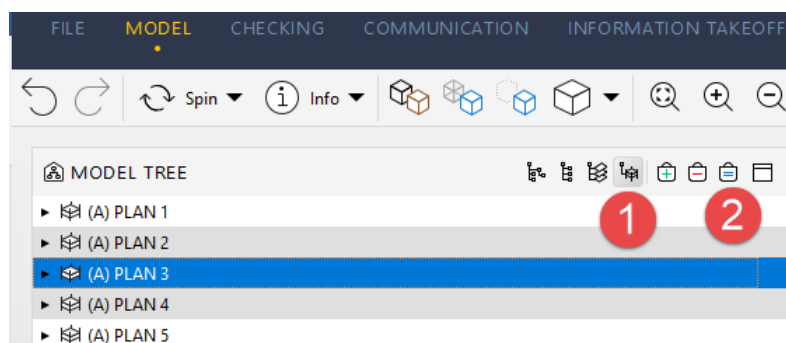 FILE MODEL CHECKING COMMUNICATION INFORMATION TAKEOFF
Spin Info
MODEL TREE
1 2
(A) PLAN 1
(A) PLAN 2
(A) PLAN 3
(A) PLAN 4
(A) PLAN 5